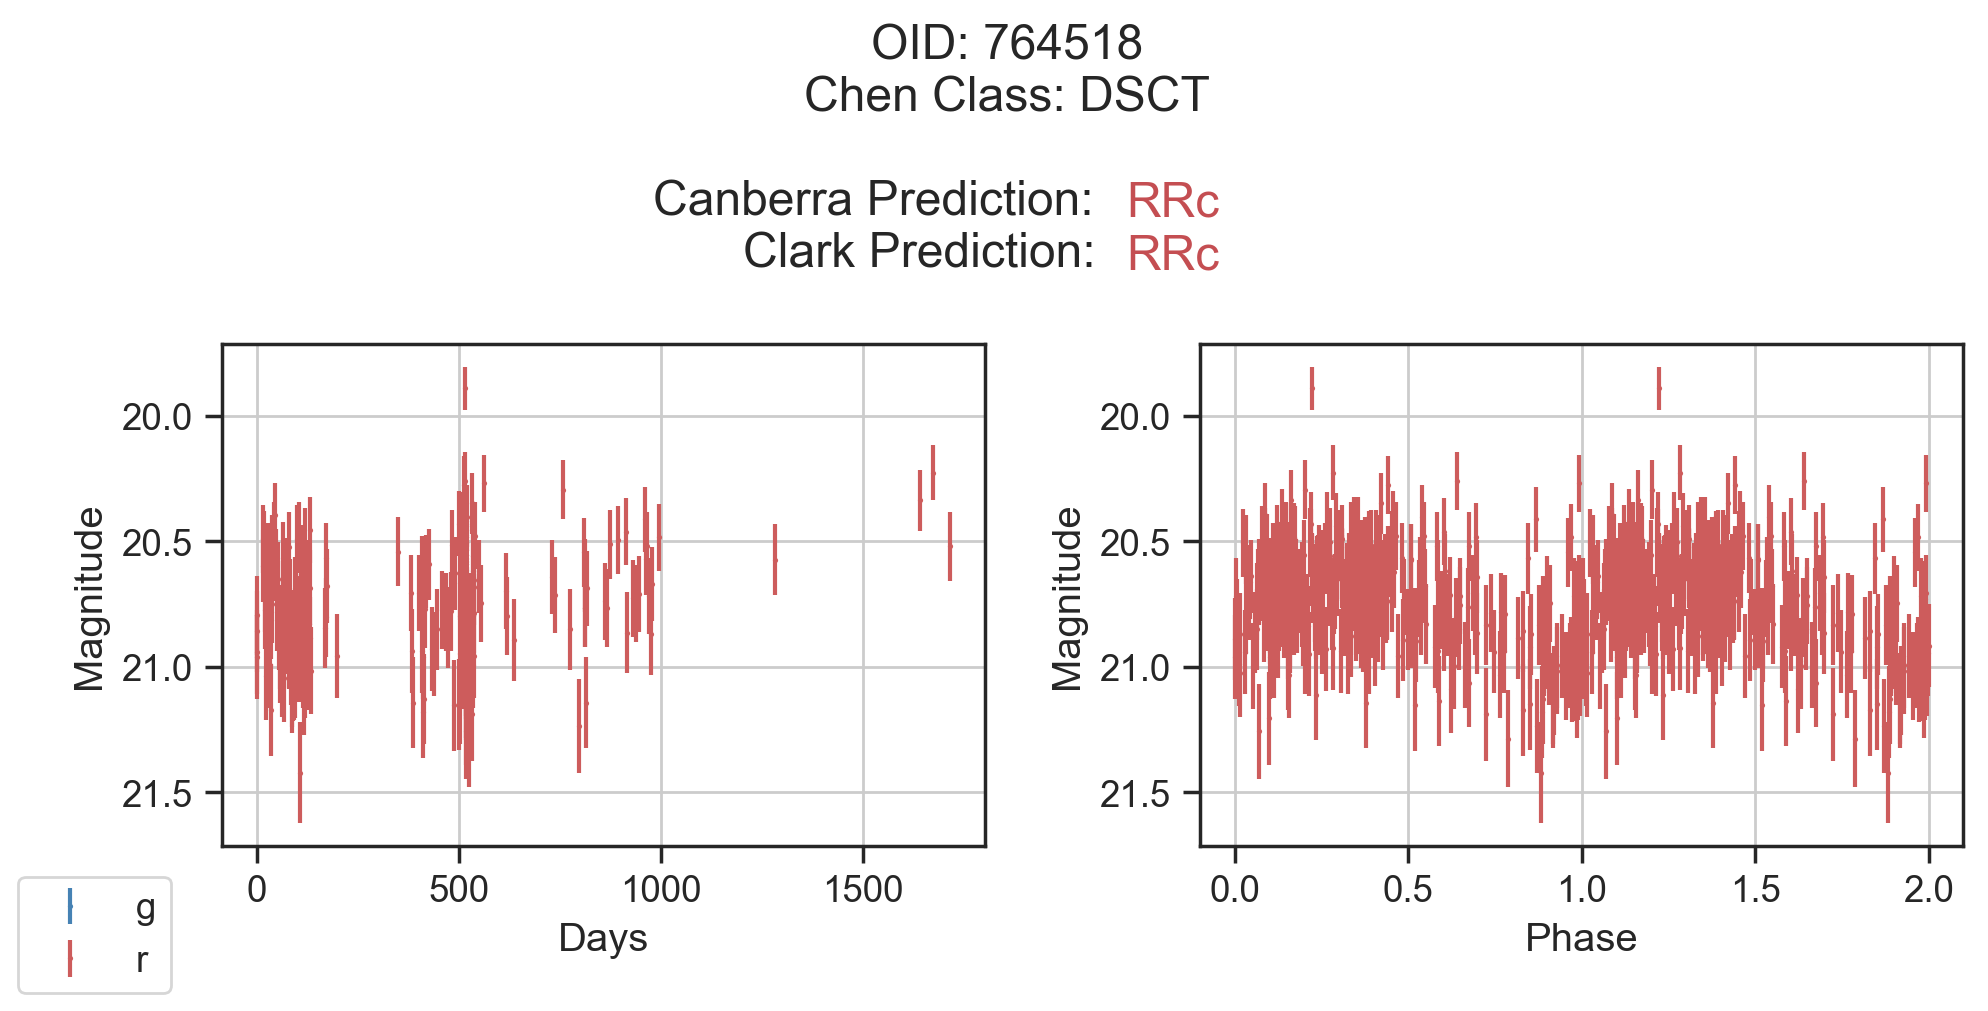 OID: 764518
Chen Class: DSCT
Canberra Prediction: RRc
Clark Prediction: RRc
Magnitude
20.0
20.5
21.0
21.5
0
500
1000
1500
Days
Magnitude
20.0
20.5
21.0
21.5
0.0
0.5
1.0
1.5
2.0
Phase
g
r